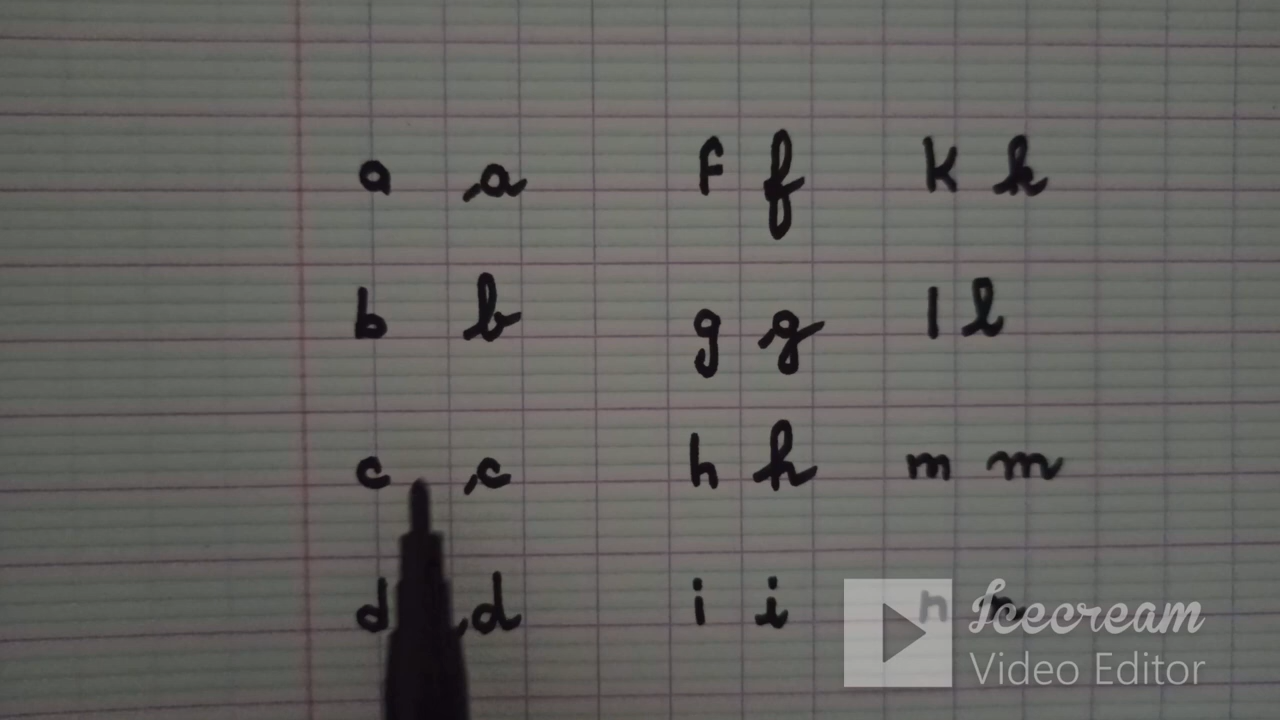 a a f f k k
b b g g l l
c c h h m m
d d i i n n
Icecream
Video Editor